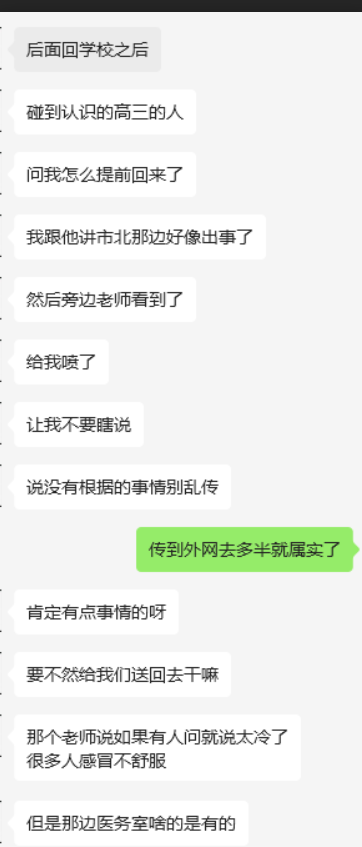 后面回学校之后
碰到认识的高三的人
问我怎么提前回来了
我跟他讲市北那边好像出事了
然后旁边老师看到了
给我喷了
让我不要瞎说
说没有根据的事情别乱传
传到外网去多半就属实了
肯定有点事情的呀
要不然给我们送回去干嘛
那个老师说如果有人问就说太冷了
很多人感冒不舒服
但是那边医务室啥的是有的